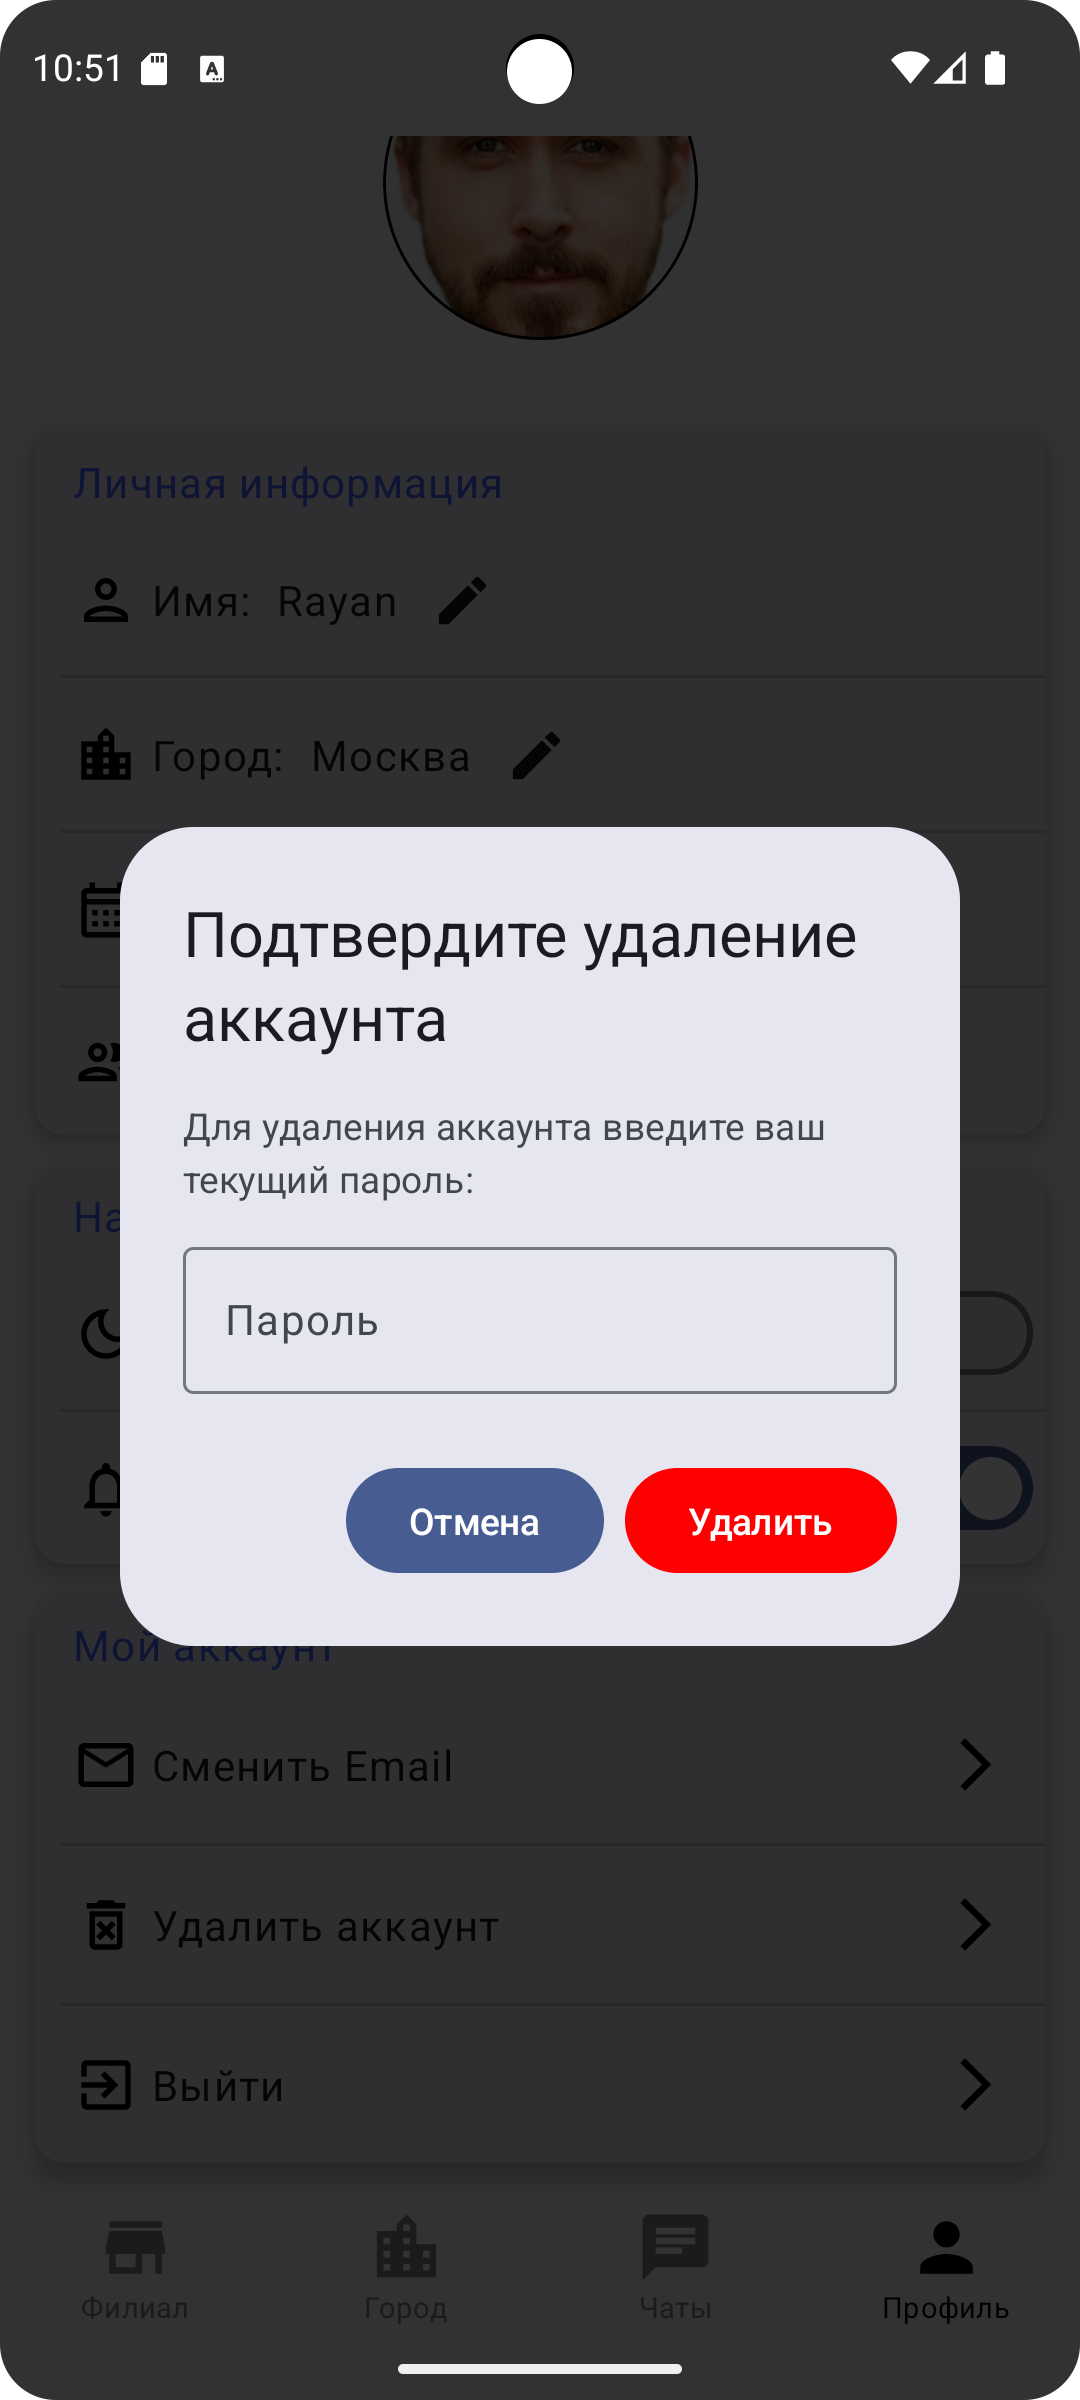 10:51
Личная информация
Имя: Rayan
Город: Москва
Подтвердите удаление
аккаунта
Для удаления аккаунта введите ваш
текущий пароль:
На
Пароль
Отмена Удалить
Мой аккаунт
Сменить Email
Удалить аккаунт
Выйти
Филиал Город Чаты Профиль